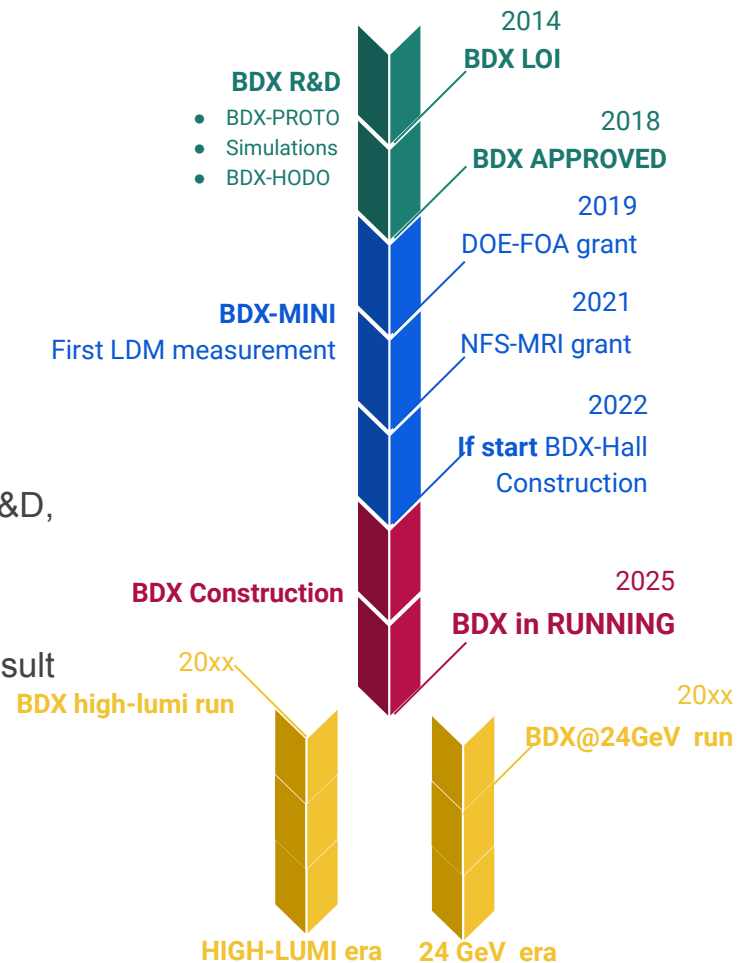 2014
BDX LOI
BDX R&D
● BDX-PROTO
● Simulations
● BDX-HODO
2018
BDX APPROVED
2019
DOE-FOA grant
BDX-MINI
First LDM measurement
2021
NFS-MRI grant
2022
If start BDX-Hall
Construction
&D,
BDX Construction
2025
BDX in RUNNING
sult
20xx
BDX high-lumi run
20xx
BDX@24GeV run
HIGH-LUMI era
24 GeV era